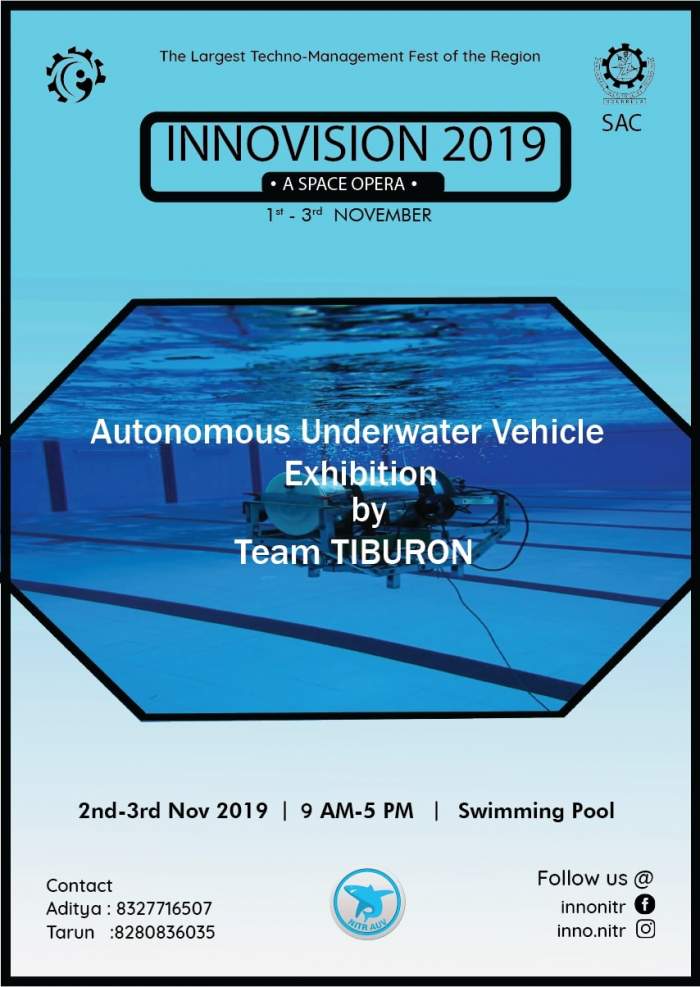 The Largest Techno-Management Fest of the Region
SAC
INNOVISION 2019
• A SPACE OPERA •
1st - 3rd NOVEMBER
Autonomous Underwater Vehicle
Exhibition
by
Team TIBURON
2nd-3rd Nov 2019 | 9 AM-5 PM | Swimming Pool
Contact
Aditya : 8327716507
Tarun :8280836035
NITR AUV
Follow us @
innonitr
inno.nitr